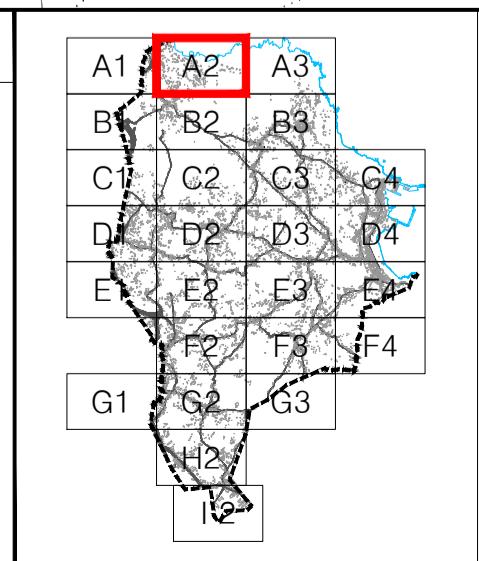 A1 A2 A3
B1 B2 B3
C1 C2 C3 C4
D1 D2 D3 D4
E1 E2 E3 E4
F2 F3 F4
G1 G2 G3
H2
I2